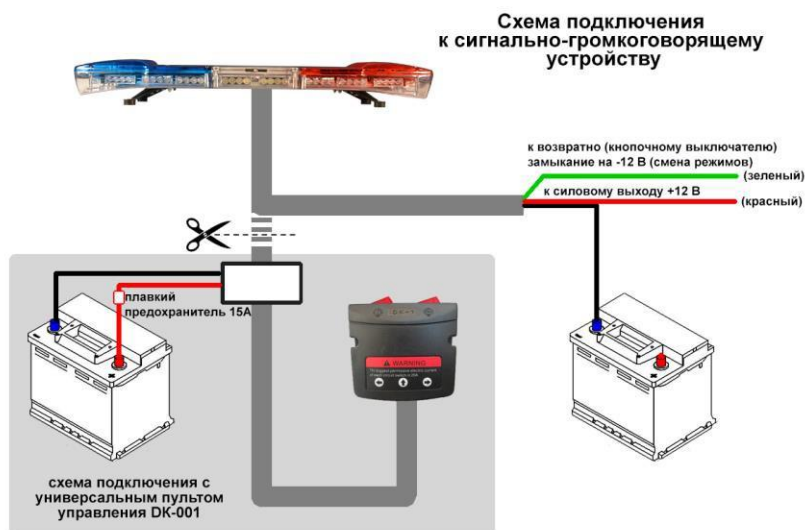 Схема подключения
к сигнально-громкоговорящему
устройству
к возвратно (кнопочному выключателю)
замыкание на -12 В (смена режимов)
(зеленый)
к силовому выходу +12 В
(красный)
плавкий
предохранитель 15А
WARNING
схема подключения с
универсальным пультом
управления DK-001